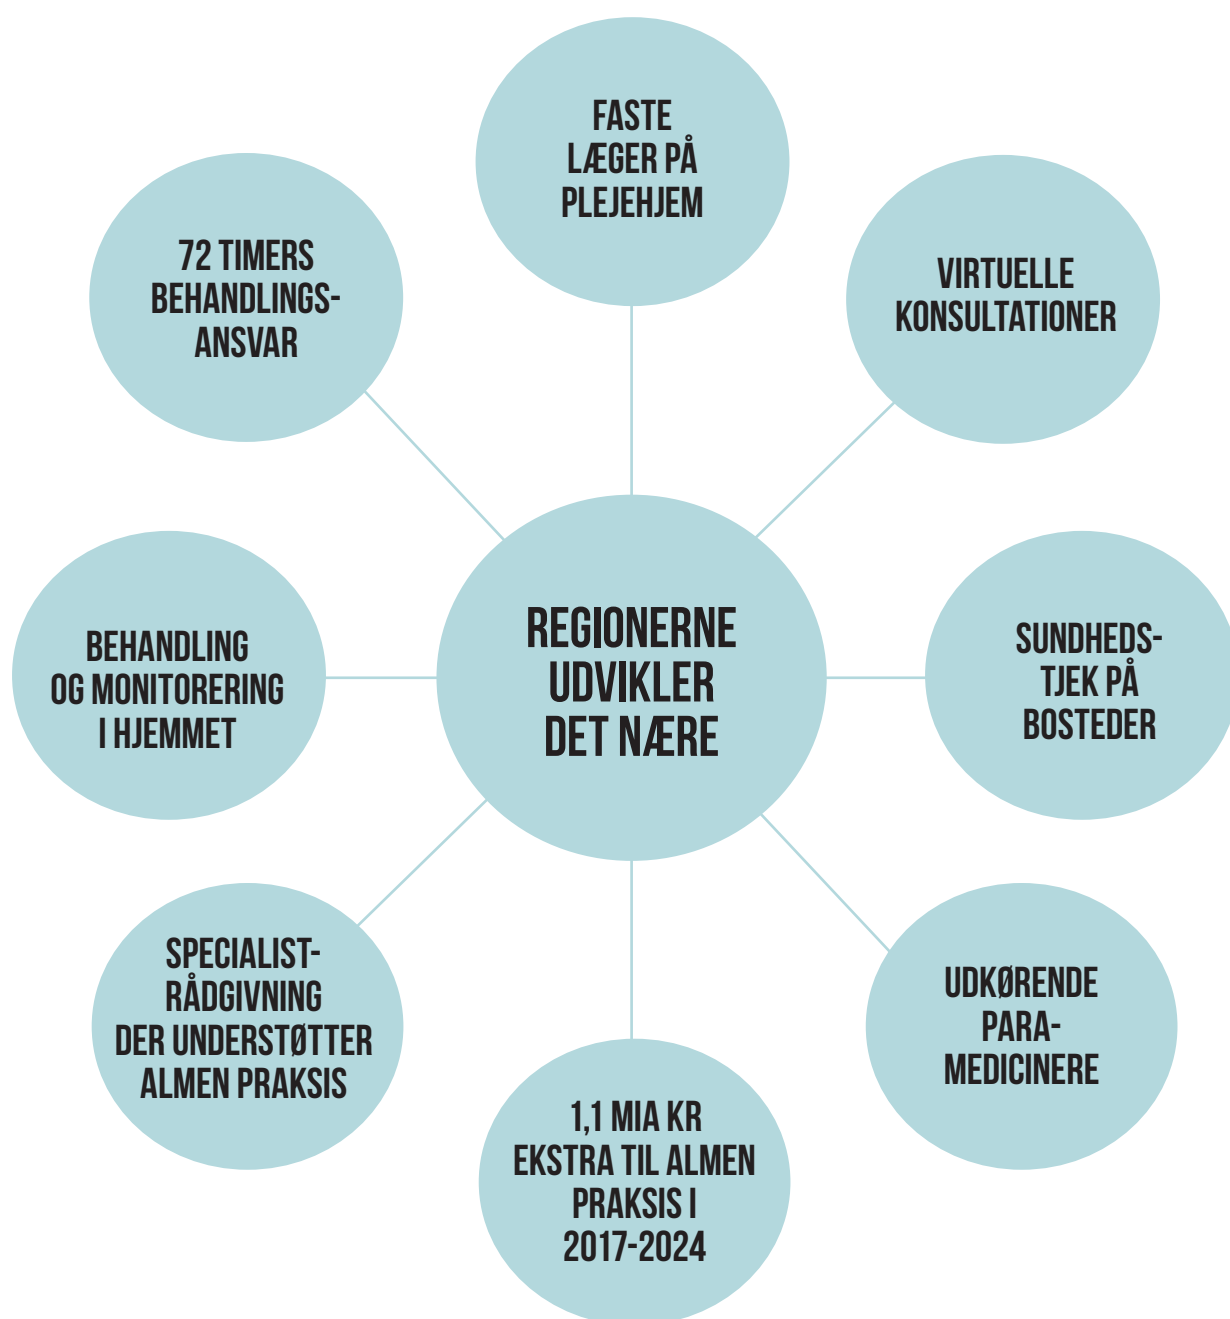 FASTE
LÆGER PÅ
PLEJEHJEM
72 TIMERS
BEHANDLINGS-
ANSVAR
VIRTUELLE
KONSULTATIONER
REGIONERNE
UDVIKLER
DET NÆRE
BEHANDLING
OG MONITORERING
I HJEMMET
SUNDHEDS-
TJEK PÅ
BOSTEDER
SPECIALIST-
RÅDGIVNING
DER UNDERSTØTTER
ALMEN PRAKSIS
UDKØRENDE
PARA-
MEDICINERE
1,1 MIA KR
EKSTRA TIL ALMEN
PRAKSIS I
2017-2024